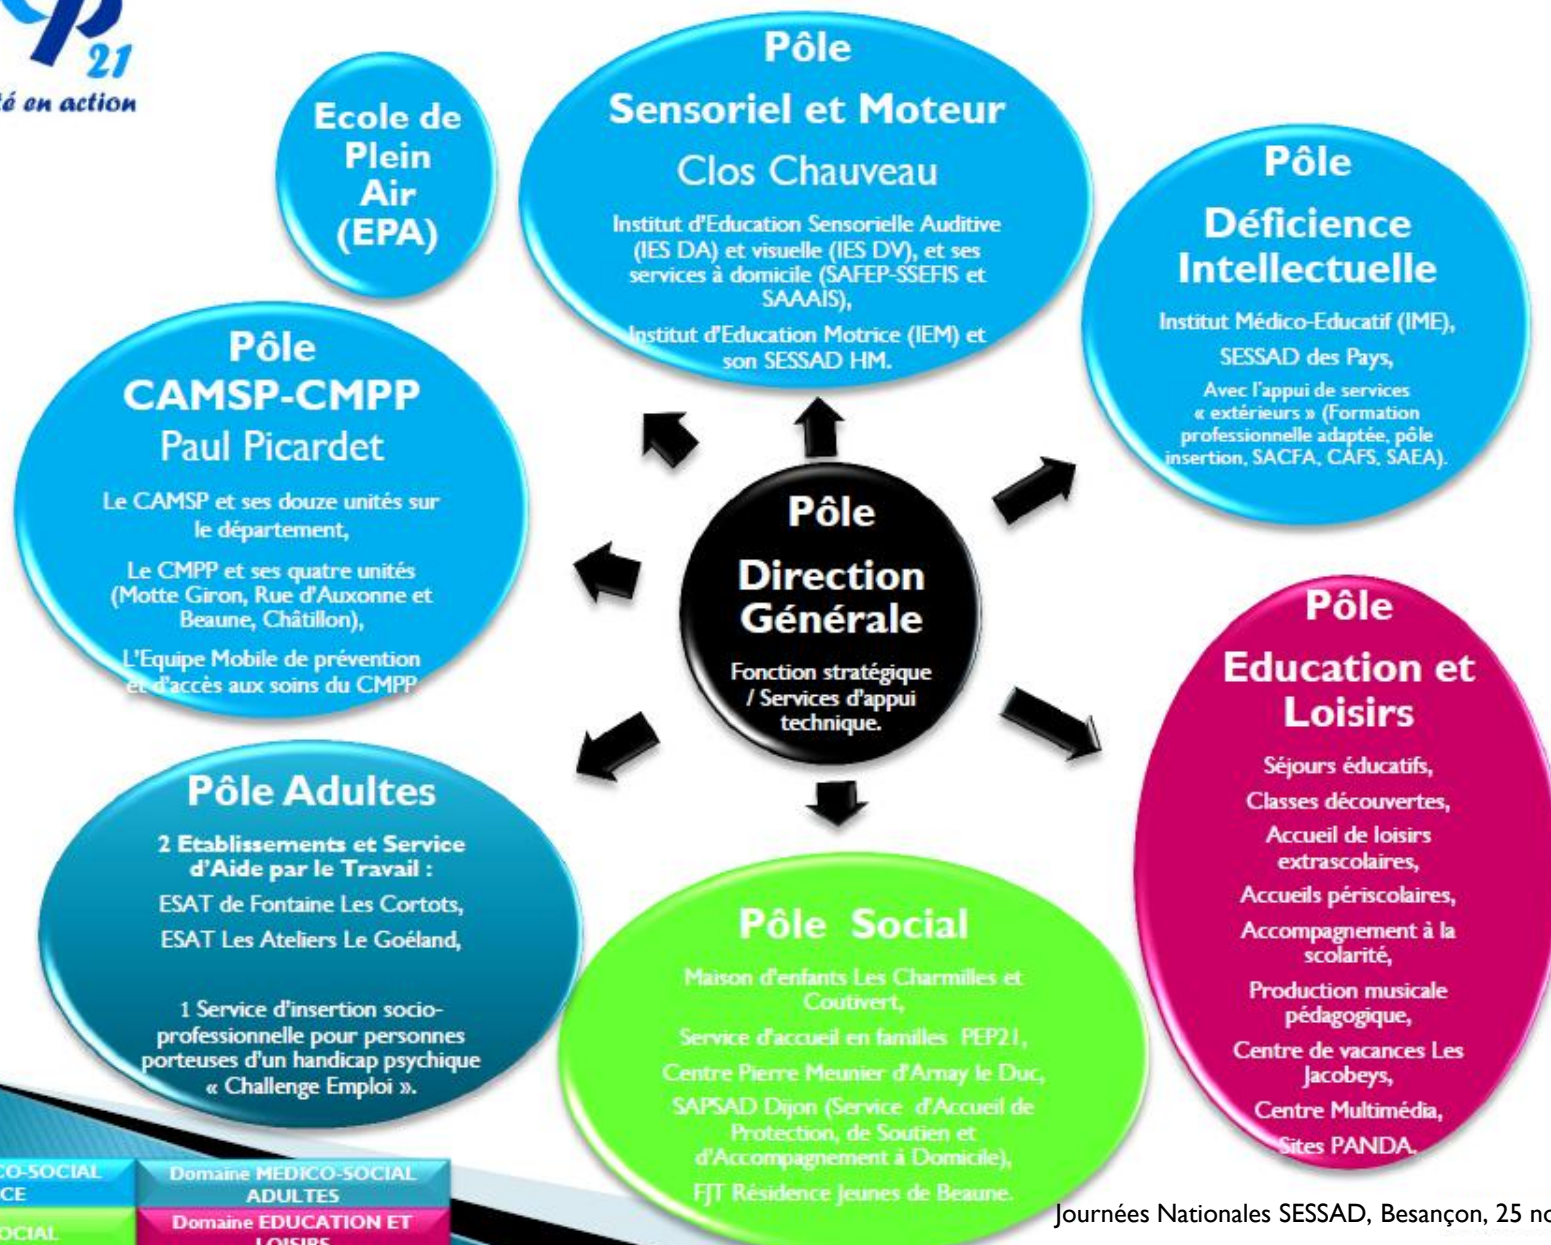 21
é en action
Ecole de
Plein
Air
(EPA)
Pôle
Sensoriel et Moteur
Clos Chauveau
Institut d'Education Sensorielle Auditive
(IES DA) et visuelle (IES DV), et ses
services à domicile (SAFEP-SSEFIS et
SAAAIS),
Institut d'Education Motrice (IEM) et
son SESSAD HM.
Pôle
Déficience
Intellectuelle
Institut Médico-Educatif (IME),
SESSAD des Pays,
Avec l'appui de services
« extérieurs » (Formation
professionnelle adaptée, pôle
insertion, SACFA, CAFS, SAEA).
Pôle
CAMSP-CMPP
Paul Picardet
Le CAMSP et ses douze unités sur
le département,
Le CMPP et ses quatre unités
(Motte Giron, Rue d'Auxonne et
Beaune, Châtillon),
L'Equipe Mobile de prévention
et d'accès aux soins du CMPP
Pôle
Direction
Générale
Fonction stratégique
/ Services d'appui
technique.
Pôle
Education et
Loisirs
Séjours éducatifs,
Classes découvertes,
Accueil de loisirs
extrascolaires,
Accueils périscolaires,
Accompagnement à la
scolarité,
Production musicale
pédagogique,
Centre de vacances Les
Jacobeys,
Centre Multimédia,
Sites PANDA.
Pôle Adultes
2 Etablissements et Service
d'Aide par le Travail :
ESAT de Fontaine Les Cortots,
ESAT Les Ateliers Le Goéland,
1 Service d'insertion socio-
professionnelle pour personnes
porteuses d'un handicap psychique
« Challenge Emploi ».
Pôle Social
Maison d'enfants Les Charmilles et
Coutivert,
Service d'accueil en familles PEP21,
Centre Pierre Meunier d'Arnay le Duc,
SAPSAD Dijon (Service d'Accueil de
Protection, de Soutien et
d'Accompagnement à Domicile),
FJT Résidence Jeunes de Beaune.
CO-SOCIAL
CE
Domaine MEDICO-SOCIAL
ADULTES
OCIAL
Domaine EDUCATION ET
LOISIRS
Journées Nationales SESSAD, Besançon, 25 no